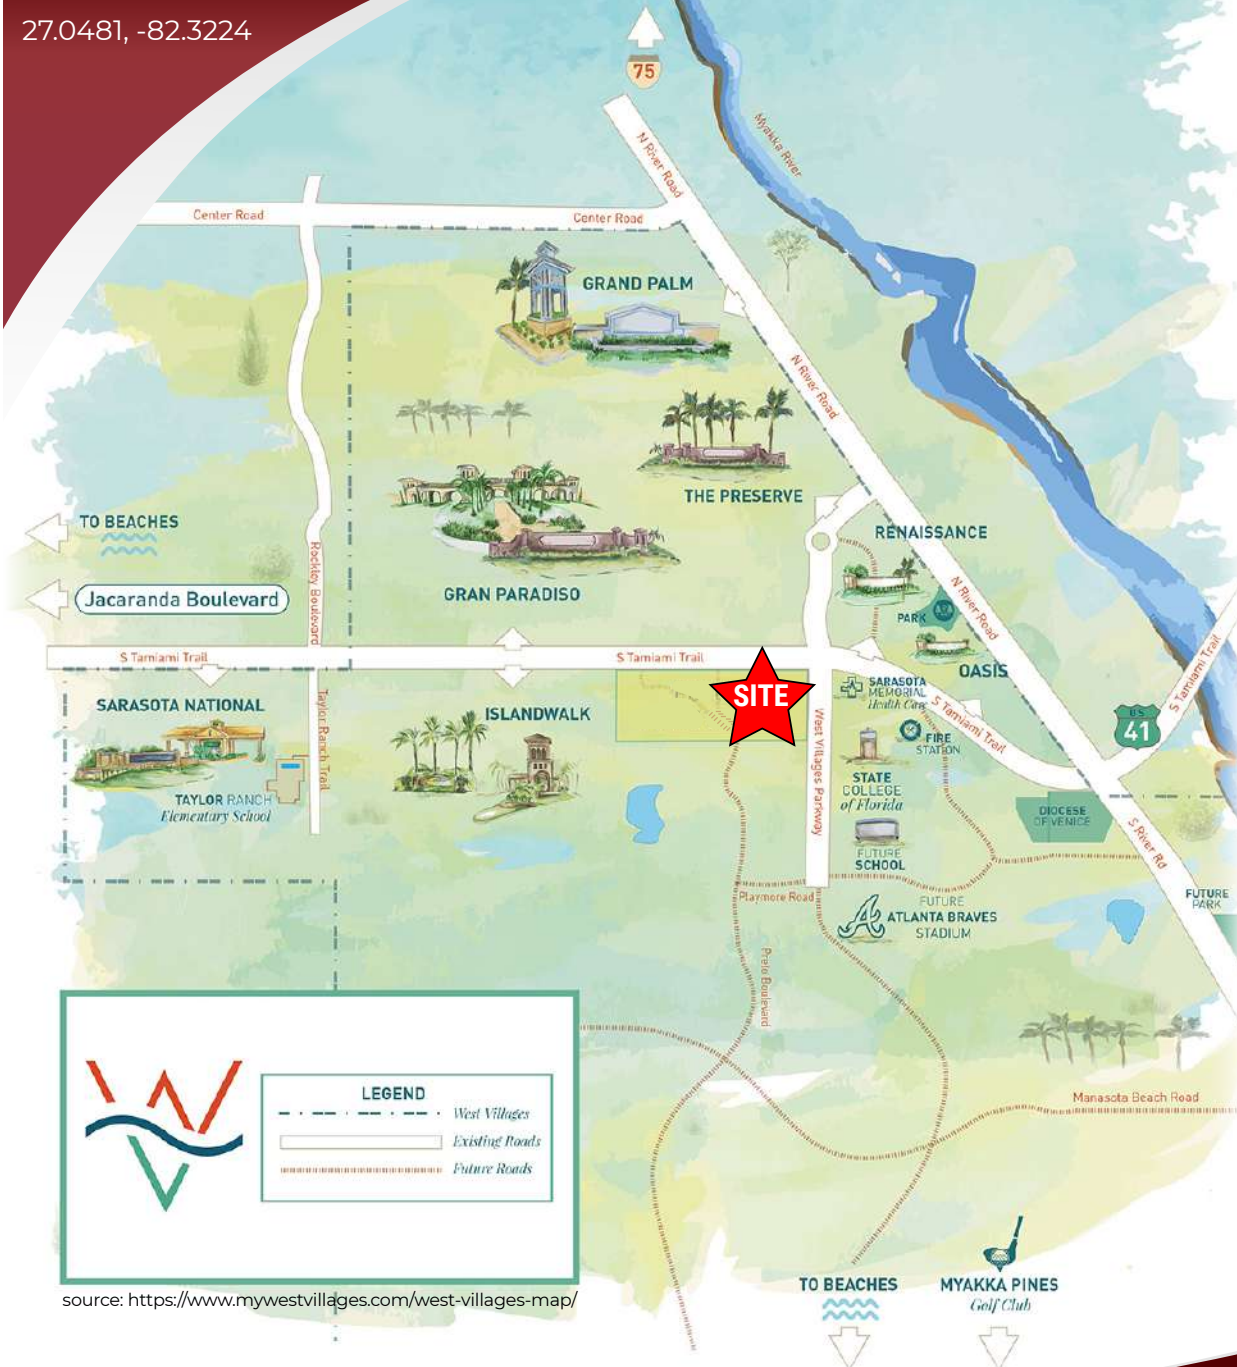 27.0481, -82.3224
75
N River Road
Myakka River
Center Road
Center Road
GRAND PALM
N River Road
THE PRESERVE
TO BEACHES
RENAISSANCE
Rockley Boulevard
Jacaranda Boulevard
GRAN PARADISO
N River Road
PARK
S Tamiami Trail
S Tamiami Trail
OASIS
S Tamiami Trail
SITE
SARASOTA
MEMORIAL
Health Care
SARASOTA NATIONAL
Taylor Ranch Trail
ISLANDWALK
West Villages Parkway
S Tamiami Trail
US
41
FIRE
STATION
TAYLOR RANCH
Elementary School
STATE
COLLEGE
of Florida
DIOCESE
OF VENICE
S River Rd
FUTURE
SCHOOL
Playmore Road
FUTURE
PARK
A
FUTURE
ATLANTA BRAVES
STADIUM
Preto Boulevard
LEGEND
West Villages
Existing Roads
Future Roads
Manasota Beach Road
TO BEACHES
MYAKKA PINES
Golf Club
source: https://www.mywestvillages.com/west-villages-map/